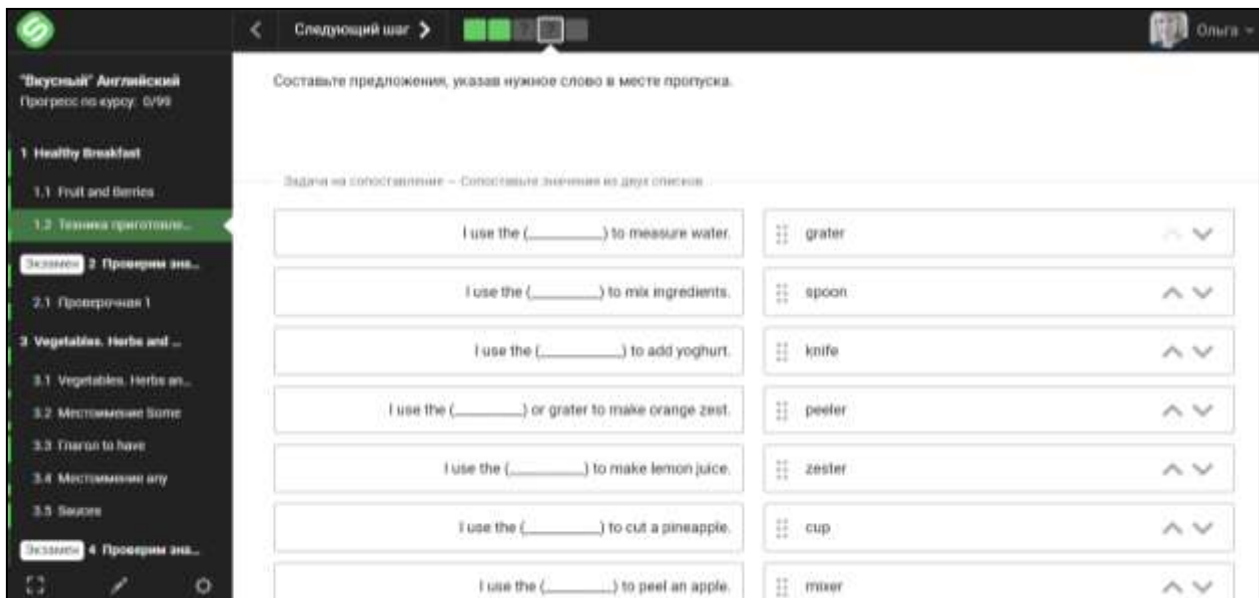 Следующий шаг
Ольга
"Вкусный" Английский
Прогресс по курсу: 0/99
1 Healthy Breakfast
1.1 Fruit and Berries
1.2 Техника приготовле...
Экзамен 2 Проверим зна...
2.1 Проверочная 1
3 Vegetables. Herbs and ...
3.1 Vegetables. Herbs an...
3.2 Местоимение Some
3.3 Глагол to have
3.4 Местоимение any
3.5 Sauces
Экзамен 4 Проверим зна...
Составьте предложения, указав нужное слово в месте пропуска.
Задача на сопоставление – Сопоставьте значения из двух списков
I use the (_________) to measure water.
grater
I use the (________) to mix ingredients.
spoon
I use the (__________) to add yoghurt.
knife
I use the (________) or grater to make orange zest.
peeler
I use the (_________) to make lemon juice.
zester
I use the (_________) to cut a pineapple.
cup
I use the (________) to peel an apple.
mixer